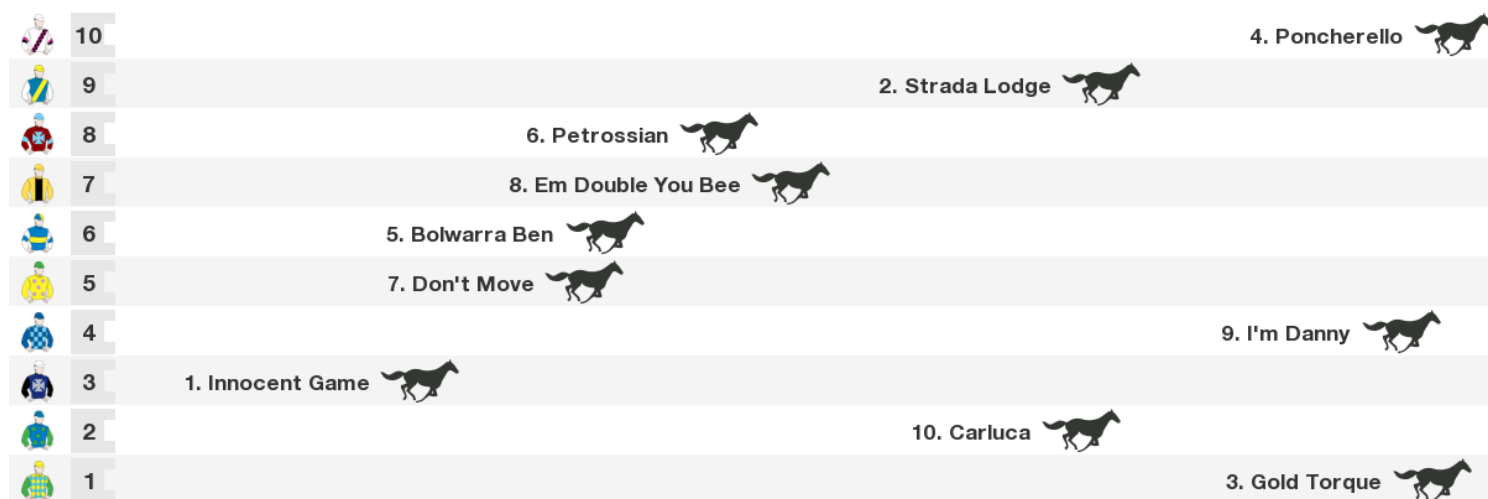 10 4. Poncherello
9 2. Strada Lodge
8 6. Petrossian
7 8. Em Double You Bee
6 5. Bolwarra Ben
5 7. Don't Move
4 9. I'm Danny
3 1. Innocent Game
2 10. Carluca
1 3. Gold Torque